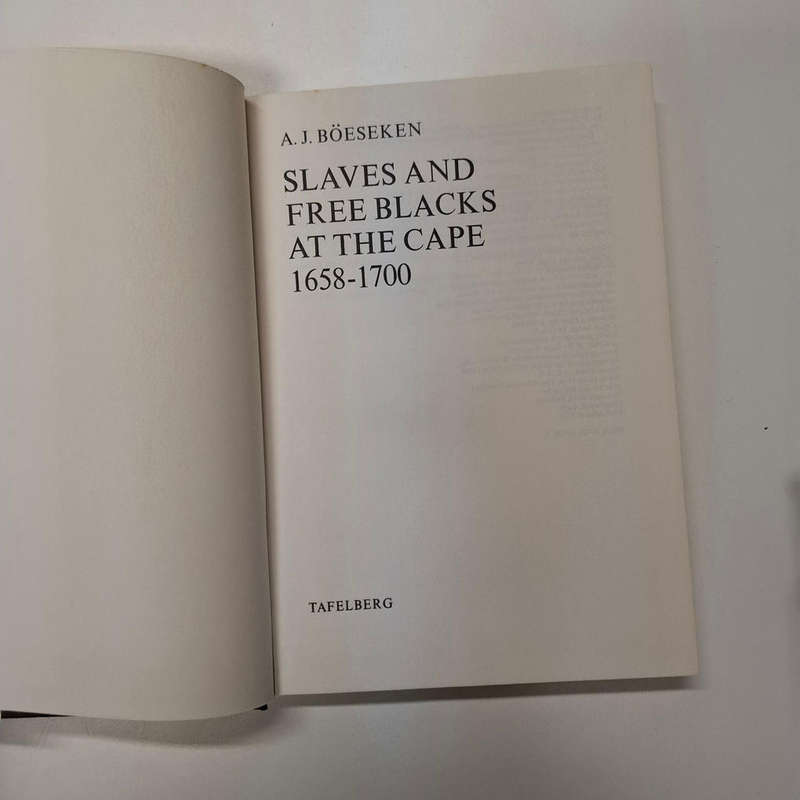 A. J. BÖESEKEN
SLAVES AND
FREE BLACKS
AT THE CAPE
1658-1700
TAFELBERG